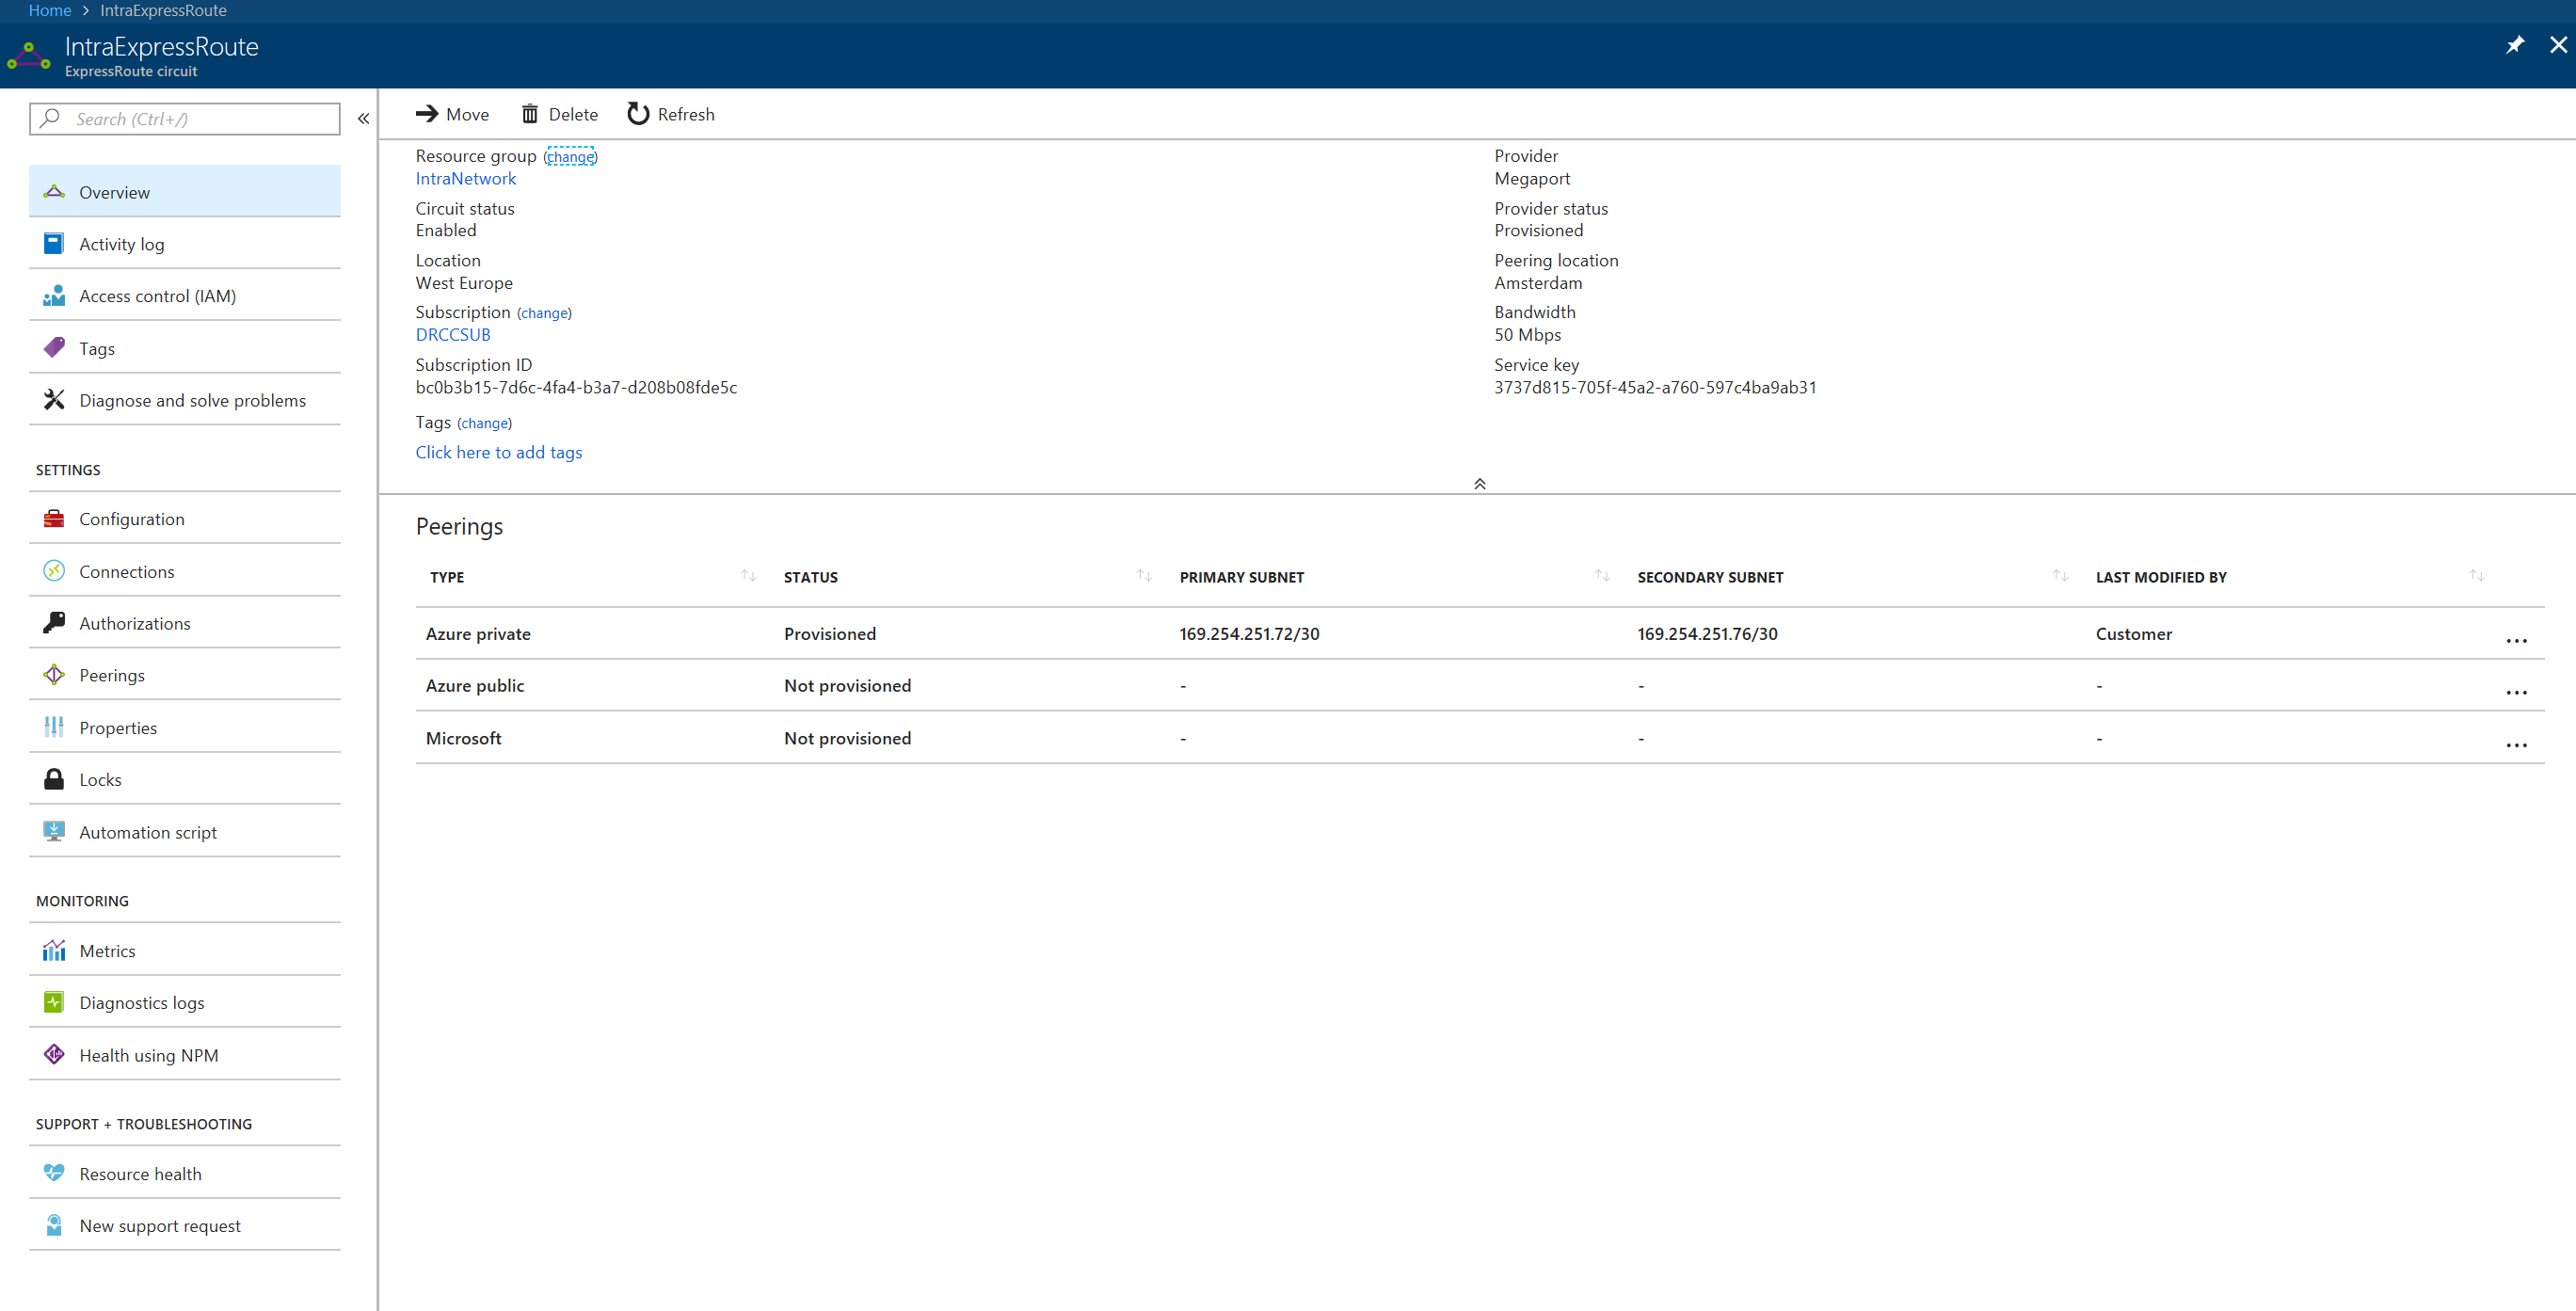 Home > IntraExpressRoute
IntraExpressRoute
ExpressRoute circuit
Search (Ctrl+/)
«
Overview
Activity log
Access control (IAM)
Tags
Diagnose and solve problems
SETTINGS
Configuration
Connections
Authorizations
Peerings
Properties
Locks
Automation script
MONITORING
Metrics
Diagnostics logs
Health using NPM
SUPPORT + TROUBLESHOOTING
Resource health
New support request
Move Delete Refresh
Resource group (change)
IntraNetwork
Circuit status
Enabled
Location
West Europe
Subscription (change)
DRCCSUB
Subscription ID
bc0b3b15-7d6c-4fa4-b3a7-d208b08fde5c
Tags (change)
Click here to add tags
Provider
Megaport
Provider status
Provisioned
Peering location
Amsterdam
Bandwidth
50 Mbps
Service key
3737d815-705f-45a2-a760-597c4ba9ab31
Peerings
TYPE STATUS PRIMARY SUBNET SECONDARY SUBNET LAST MODIFIED BY
Azure private Provisioned 169.254.251.72/30 169.254.251.76/30 Customer ...
Azure public Not provisioned - - - ...
Microsoft Not provisioned - - - ...